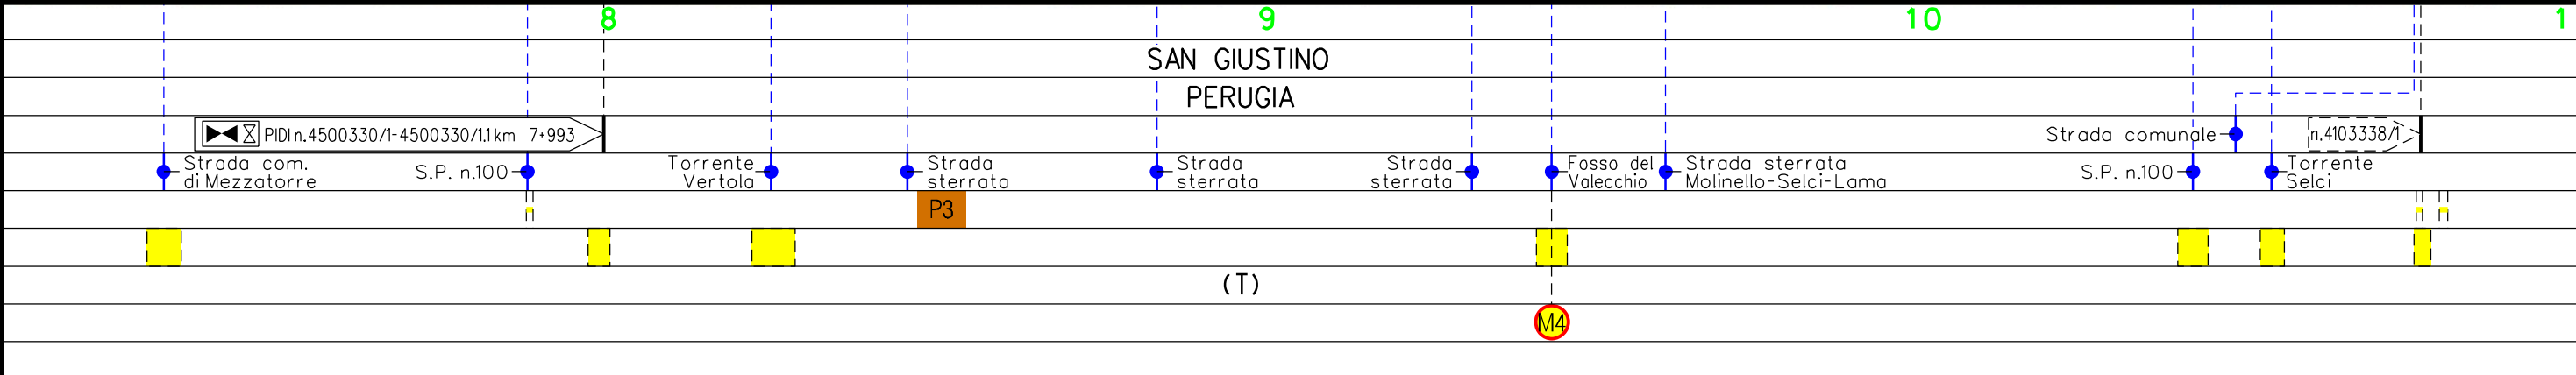 8 9 10 1
SAN GIUSTINO
PERUGIA
PIDI n.4500330/1-4500330/1.1 km 7+993
Strada comunale
n.4103338/1
Strada com.
di Mezzatorre
S.P. n.100
Torrente
Vertola
Strada
sterrata
Strada
sterrata
Strada
sterrata
Fosso del
Valecchio
Strada sterrata
Molinello-Selci-Lama
S.P. n.100
Torrente
Selci
P3
(T)
M4